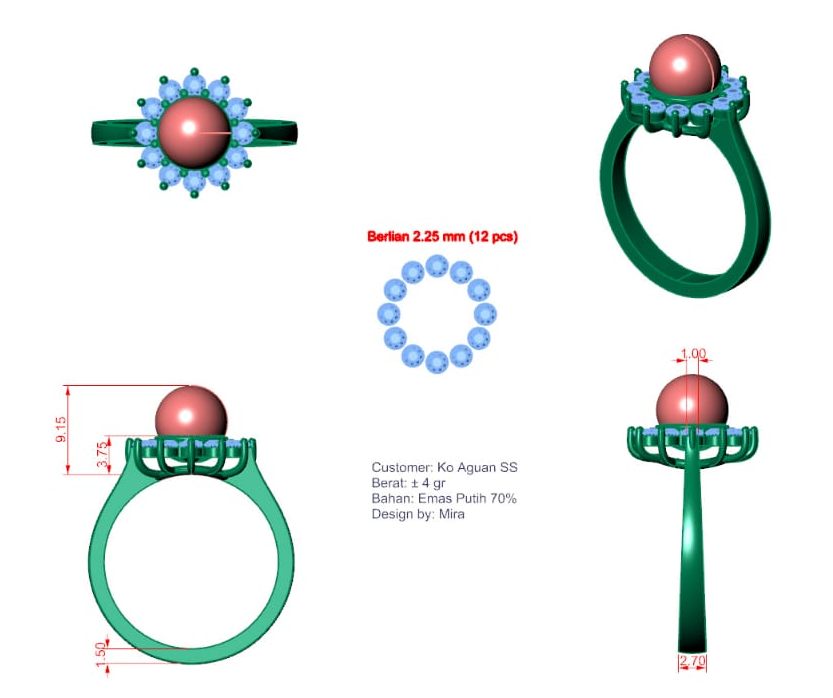 Berlian 2.25 mm (12 pcs)
1.00
9.15
3.75
Customer: Ko Aguan SS
Berat: ± 4 gr
Bahan: Emas Putih 70%
Design by: Mira
1.50
2.70